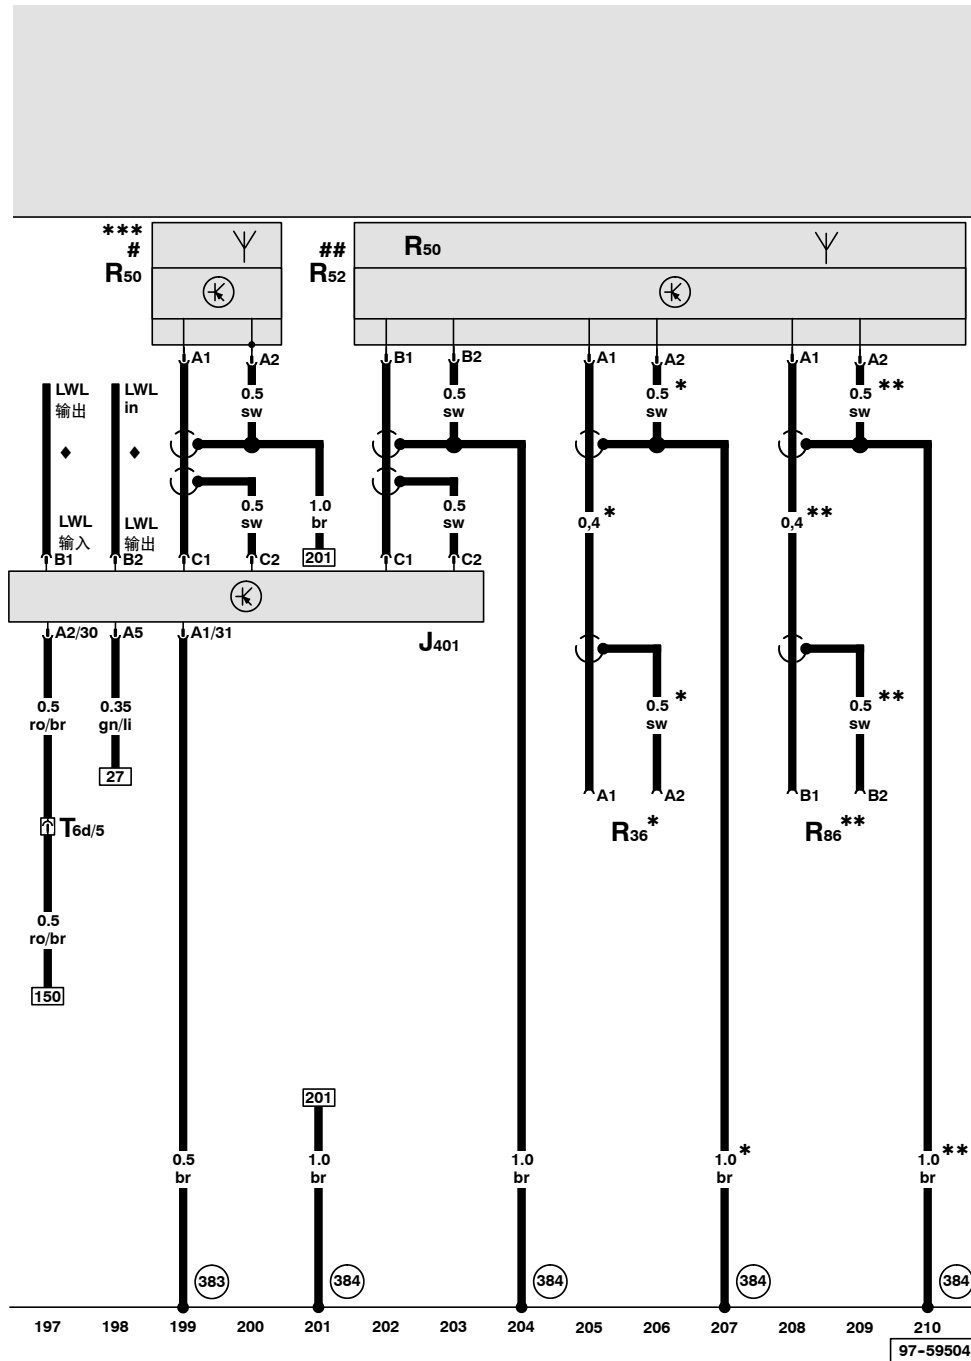 ***
#
R50
##
R52
R50
A1
A2
B1
B2
A1
A2
A1
A2
LWL
输出
LWL
in
0.5
sw
0.5
sw
0.5
sw
*
0.5
sw
**
♦
♦
LWL
输入
LWL
输出
0.5
sw
1.0
br
0.5
sw
0,4
*
0,4
**
B1
B2
C1
C2
201
C1
C2
A2/30
A5
A1/31
J401
0.5
ro/br
0.35
gn/li
0.5
sw
*
0.5
sw
**
27
A1
A2
B1
B2
T6d/5
R36*
R86**
0.5
ro/br
150
201
0.5
br
1.0
br
1.0
br
1.0
br
*
1.0
br
**
383
384
384
384
384
197 198 199 200 201 202 203 204 205 206 207 208 209 210
97-59504